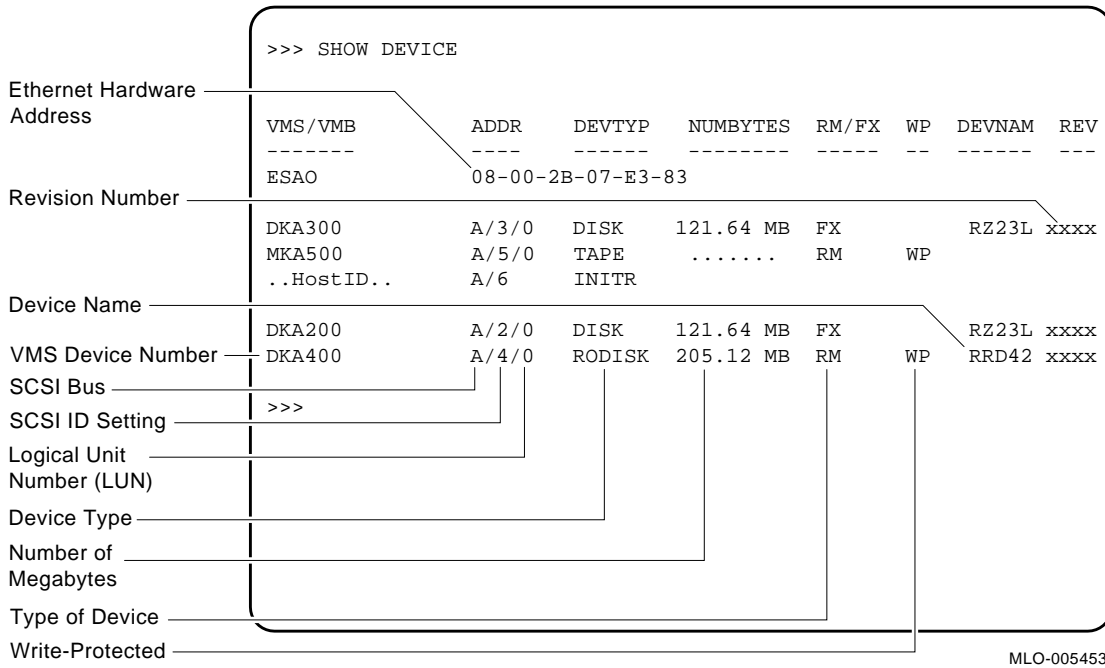 >>> SHOW DEVICE
Ethernet Hardware
Address
VMS/VMB ADDR DEVTYP NUMBYTES RM/FX WP DEVNAM REV
------- ---- ------ -------- ----- -- ------ ---
ESAO 08-00-2B-07-E3-83
Revision Number
DKA300 A/3/0 DISK 121.64 MB FX RZ23L xxxx
MKA500 A/5/0 TAPE ....... RM WP
..HostID.. A/6 INITR
Device Name
DKA200 A/2/0 DISK 121.64 MB FX RZ23L xxxx
VMS Device Number DKA400 A/4/0 RODISK 205.12 MB RM WP RRD42 xxxx
SCSI Bus
>>>
SCSI ID Setting
Logical Unit
Number (LUN)
Device Type
Number of
Megabytes
Type of Device
Write-Protected
MLO-005453